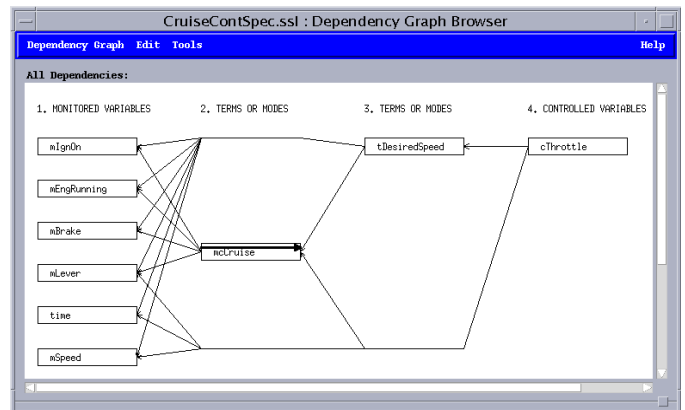 CruiseContSpec.ssl : Dependency Graph Browser
Dependency Graph Edit Tools Help
All Dependencies:
1. MONITORED VARIABLES 2. TERMS OR MODES 3. TERMS OR MODES 4. CONTROLLED VARIABLES
mIgnOn tDesiredSpeed cThrottle
mEngRunning
mBrake
mcCruise
mLever
time
mSpeed